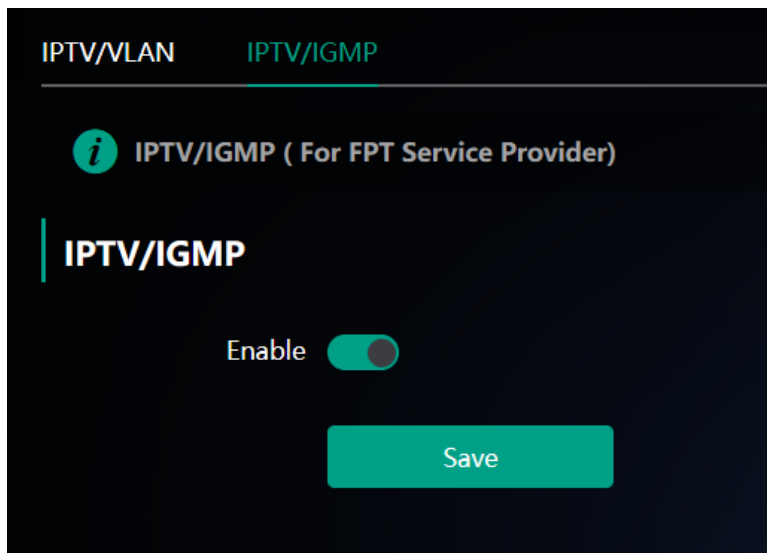 IPTV/VLAN IPTV/IGMP
i IPTV/IGMP ( For FPT Service Provider)
IPTV/IGMP
Enable
Save